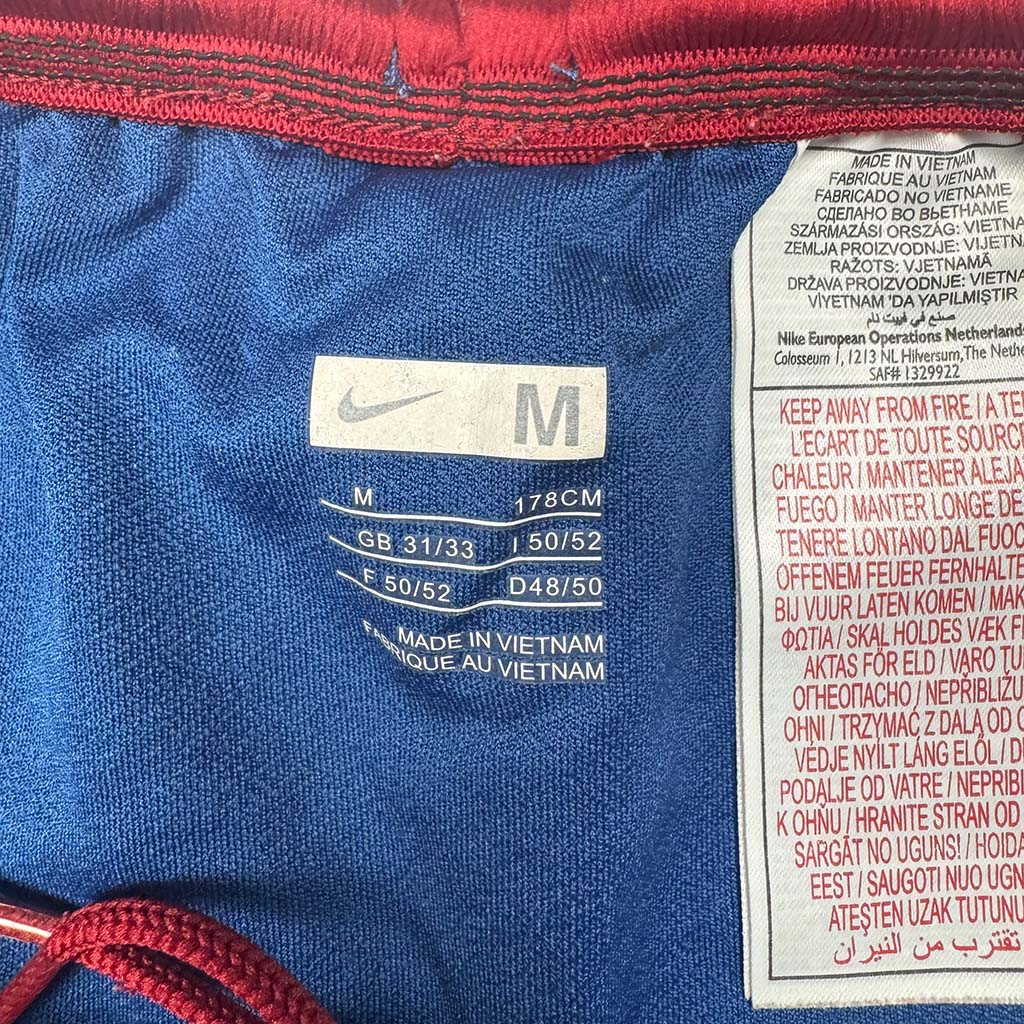 M
M 178CM
GB 31/33 I 50/52
F 50/52 D48/50
MADE IN VIETNAM
FABRIQUE AU VIETNAM
MADE IN VIETNAM
FABRIQUE AU VIETNAM
FABRICADO NO VIETNAME
СДЕЛАНО ВО ВЬЕТНАМЕ
SZÁRMAZÁSI ORSZÁG: VIETNA
ZEMLJA PROIZVODNJE: VIJETNA
RAŽOTS: VJETNAMĀ
DRŽAVA PROIZVODNJE: VIETNA
VİYETNAM 'DA YAPILMIŞTIR
صنع في فييت نام
Nike European Operations Netherlands
Colosseum 1, 1213 NL Hilversum, The Nethe
SAF# 1329922
KEEP AWAY FROM FIRE / A TE
L'ECART DE TOUTE SOURCE
CHALEUR / MANTENER ALEJA
FUEGO / MANTER LONGE DE
TENERE LONTANO DAL FUOC
OFFENEM FEUER FERNHALTE
BIJ VUUR LATEN KOMEN / MAK
ΦΩΤΙΑ / SKAL HOLDES VÆK F
AKTAS FÖR ELD / VARO TU
ОГНЕОПАСНО / NEPŘIBLIŽU
OHNI / TRZYMAĆ Z DALA OD
VÉDJE NYÍLT LÁNG ELŐL / D
PODALJE OD VATRE / NEPRIBL
K OHŇU / HRANITE STRAN OD
SARGĀT NO UGUNS! / HOIDA
EEST / SAUGOTI NUO UGN
ATEŞTEN UZAK TUTUNU
تقترب من النيران